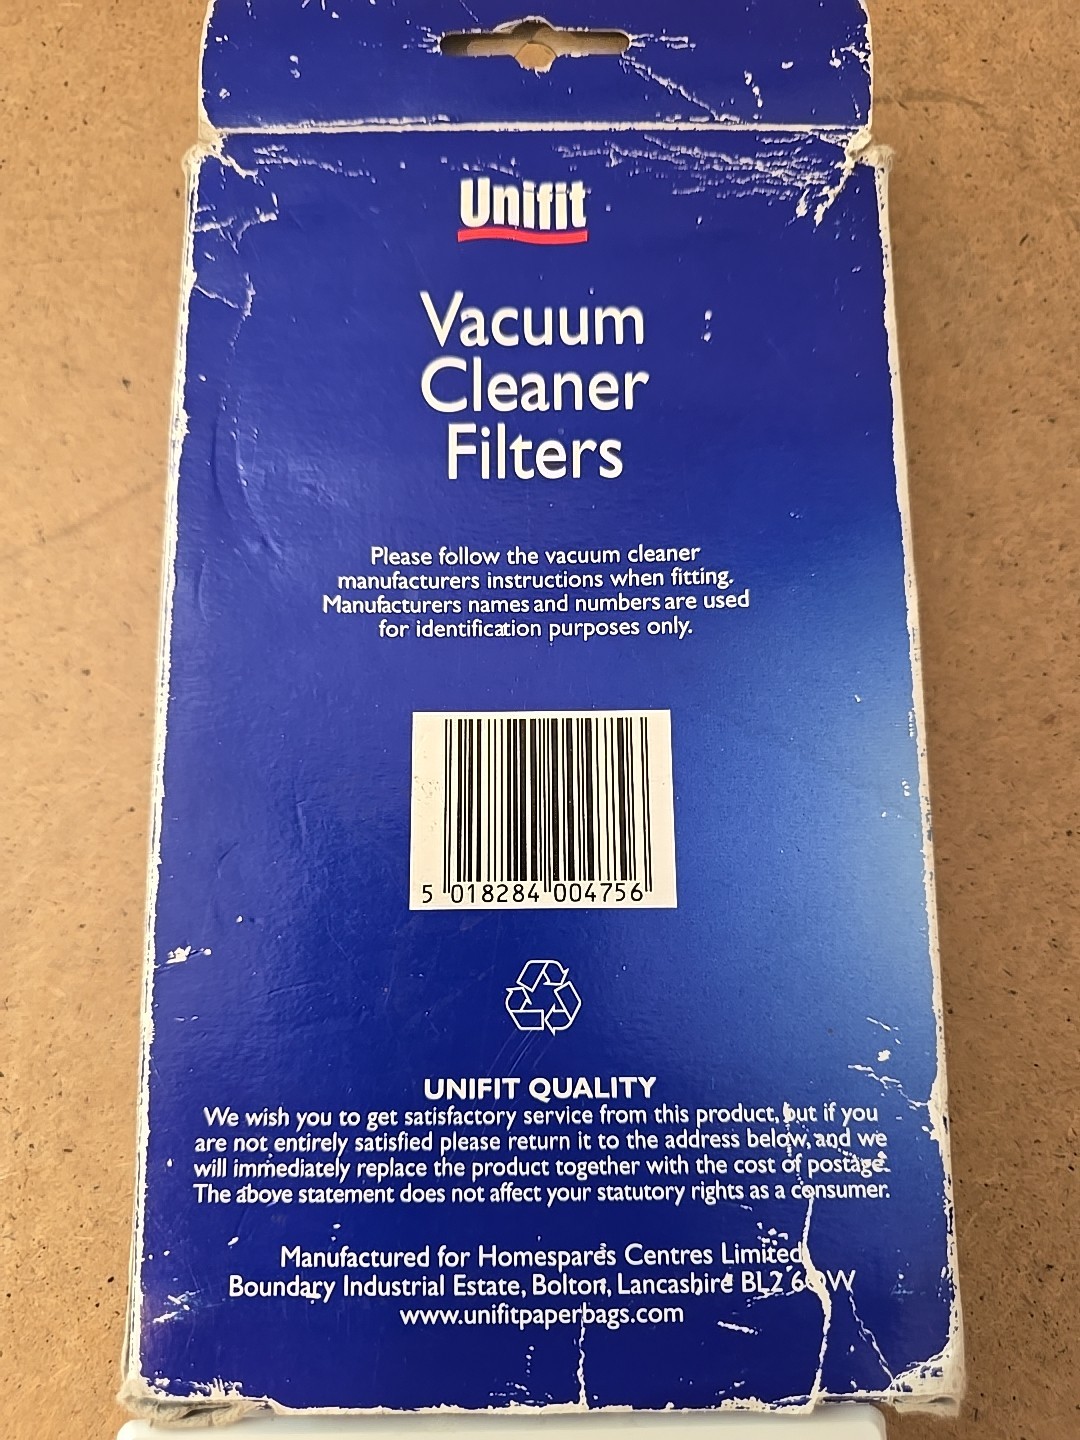 Unifit
Vacuum
Cleaner
Filters
Please follow the vacuum cleaner
manufacturers instructions when fitting.
Manufacturers names and numbers are used
for identification purposes only.
5 018284 004756
UNIFIT QUALITY
We wish you to get satisfactory service from this product, but if you
are not entirely satisfied please return it to the address below, and we
will immediately replace the product together with the cost of postage.
The above statement does not affect your statutory rights as a consumer.
Manufactured for Homespares Centres Limited
Boundary Industrial Estate, Bolton, Lancashire BL2
www.unifitpaperbags.com